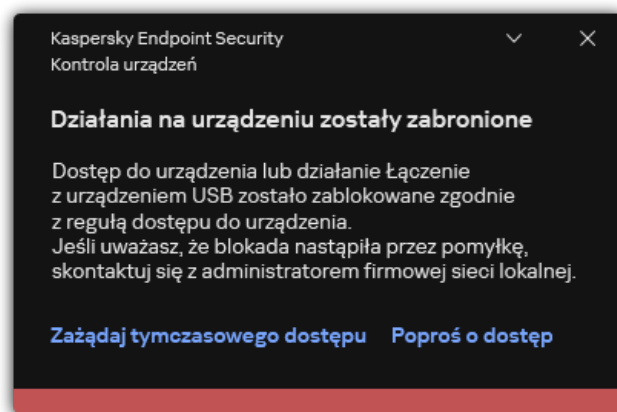 Kaspersky Endpoint Security
Kontrola urządzeń
Działania na urządzeniu zostały zabronione
Dostęp do urządzenia lub działanie Łączenie
z urządzeniem USB zostało zablokowane zgodnie
z regułą dostępu do urządzenia.
Jeśli uważasz, że blokada nastąpiła przez pomyłkę,
skontaktuj się z administratorem firmowej sieci lokalnej.
Zażądaj tymczasowego dostępu Poproś o dostęp